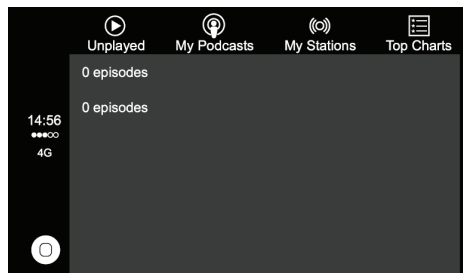 Unplayed My Podcasts My Stations Top Charts
0 episodes
0 episodes
14:56
4G